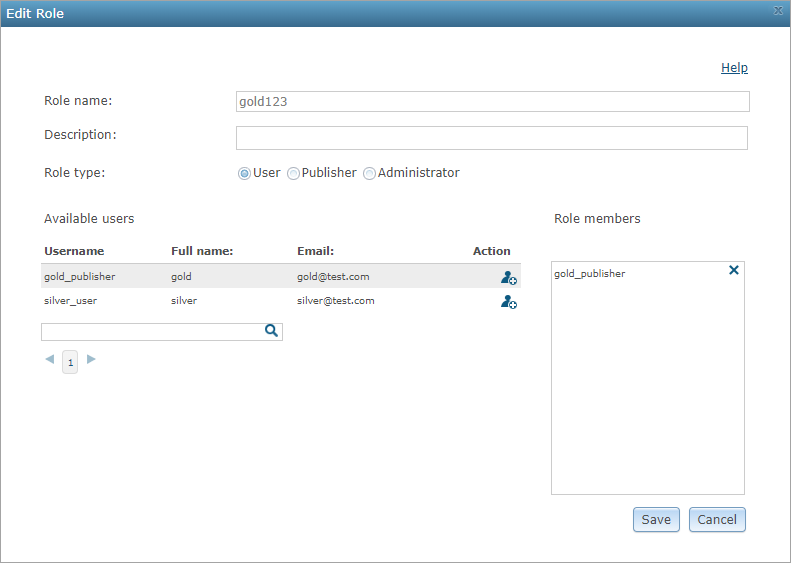 Edit Role
Help
Role name: gold123
Description:
Role type: User Publisher Administrator
Available users
Role members
Username Full name: Email: Action
gold_publisher gold gold@test.com
silver_user silver silver@test.com
gold_publisher
1
Save Cancel